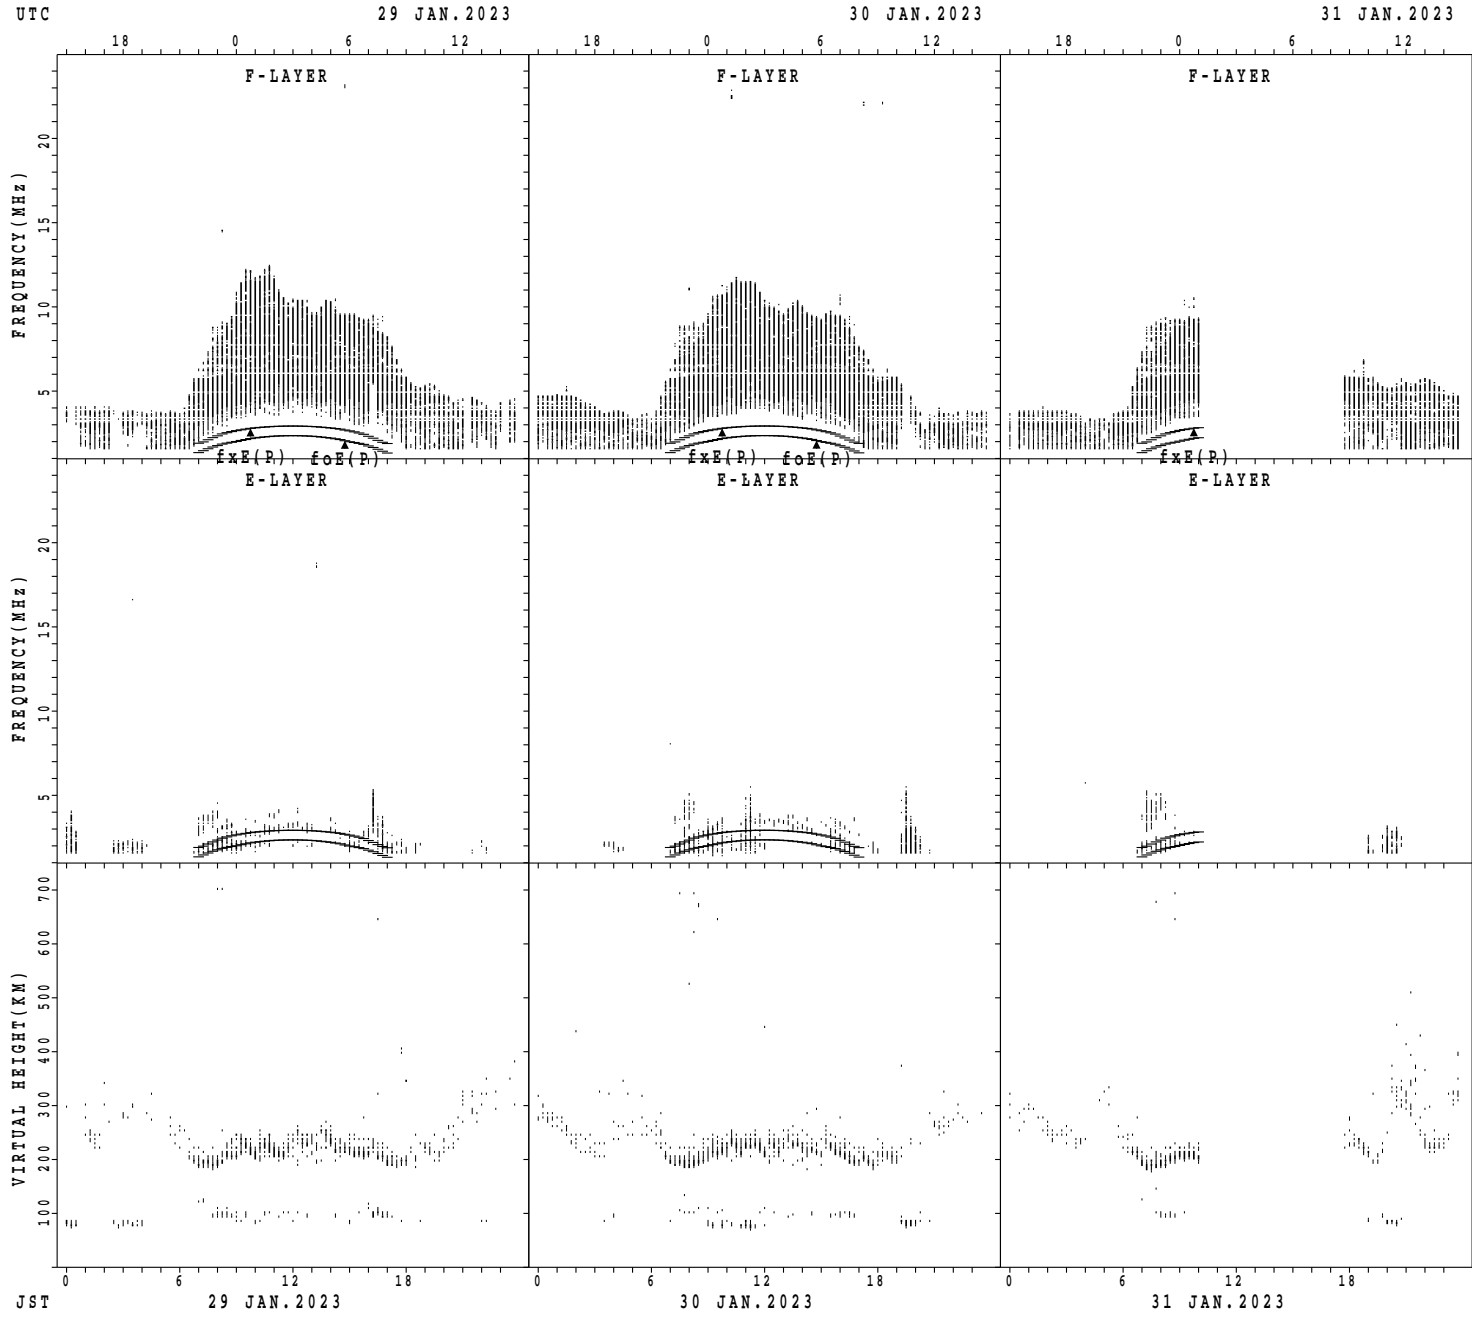 UTC 29 JAN.2023 30 JAN.2023 31 JAN.2023
18 0 6 12 18 0 6 12 18 0 6 12
F-LAYER F-LAYER F-LAYER
FREQUENCY(MHz)
20
15
10
5
fxE(P) foE(P) fxE(P) foE(P) fxE(P)
E-LAYER E-LAYER E-LAYER
FREQUENCY(MHz)
20
15
10
5
VIRTUAL HEIGHT(KM)
700
600
500
400
300
200
100
0 6 12 18 0 6 12 18 0 6 12 18
JST 29 JAN.2023 30 JAN.2023 31 JAN.2023